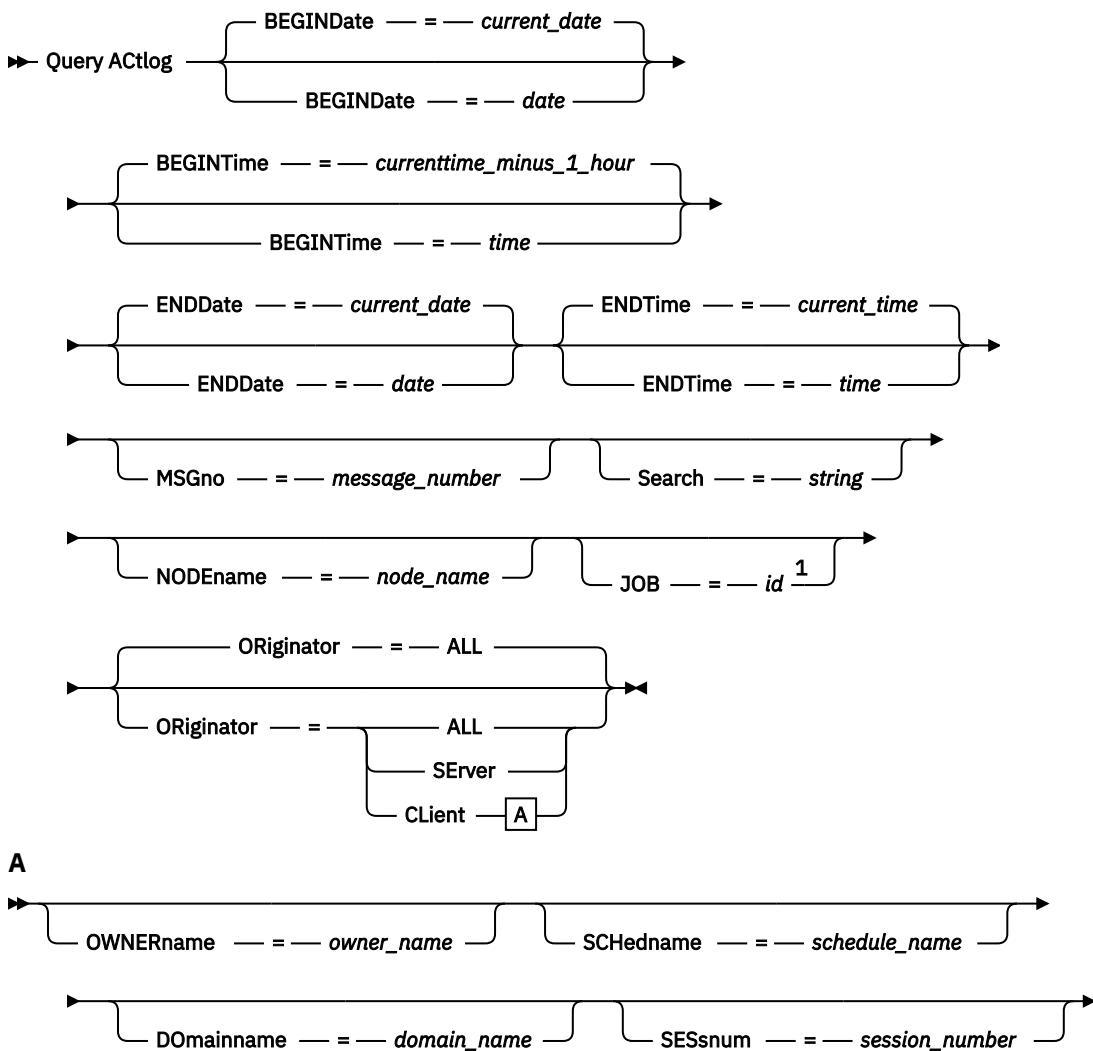 BEGINDate = current_date
Query ACtlog
BEGINDate = date
BEGINTime = currenttime_minus_1_hour
BEGINTime = time
ENDDate = current_date ENDTime = current_time
ENDDate = date ENDTime = time
MSGno = message_number Search = string
NODEname = node_name JOB = id 1
ORiginator = ALL
ORiginator = ALL
SErver
CLient A
A
OWNERname = owner_name SCHedname = schedule_name
DOmainname = domain_name SESsnum = session_number